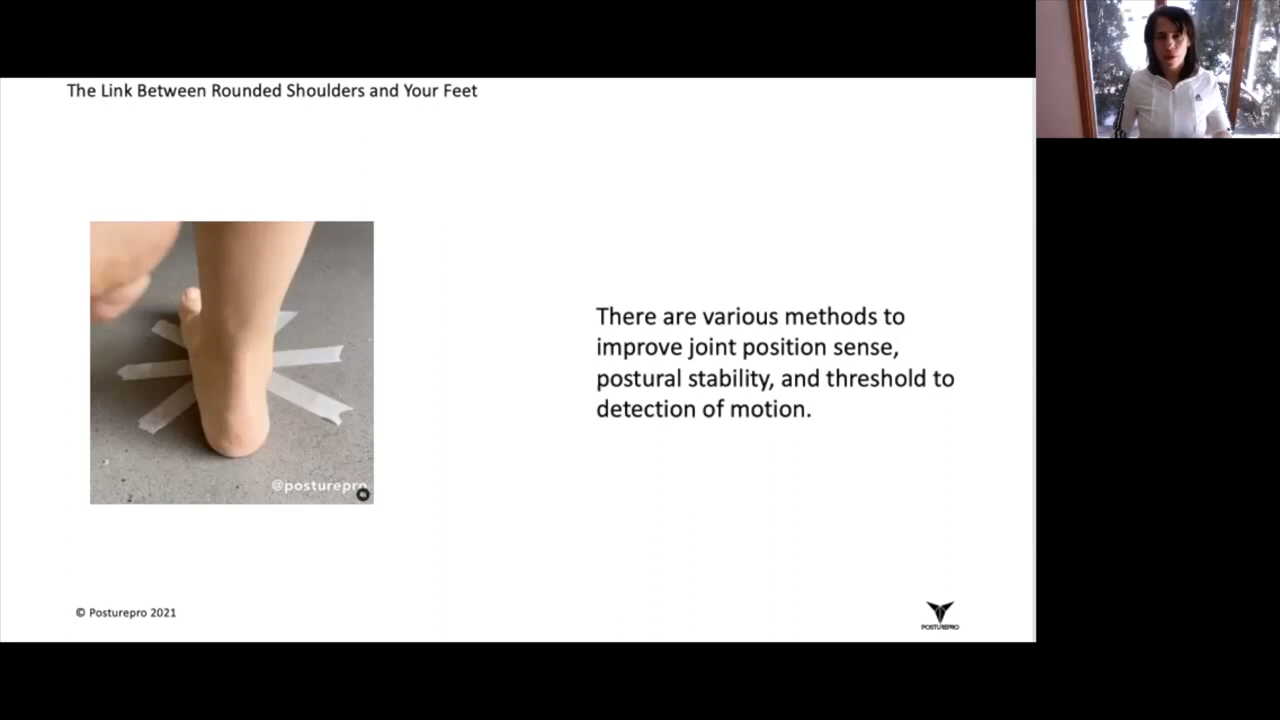 The Link Between Rounded Shoulders and Your Feet
There are various methods to
improve joint position sense,
postural stability, and threshold to
detection of motion.
@posturepro
© Posturepro 2021
POSTUREPRO